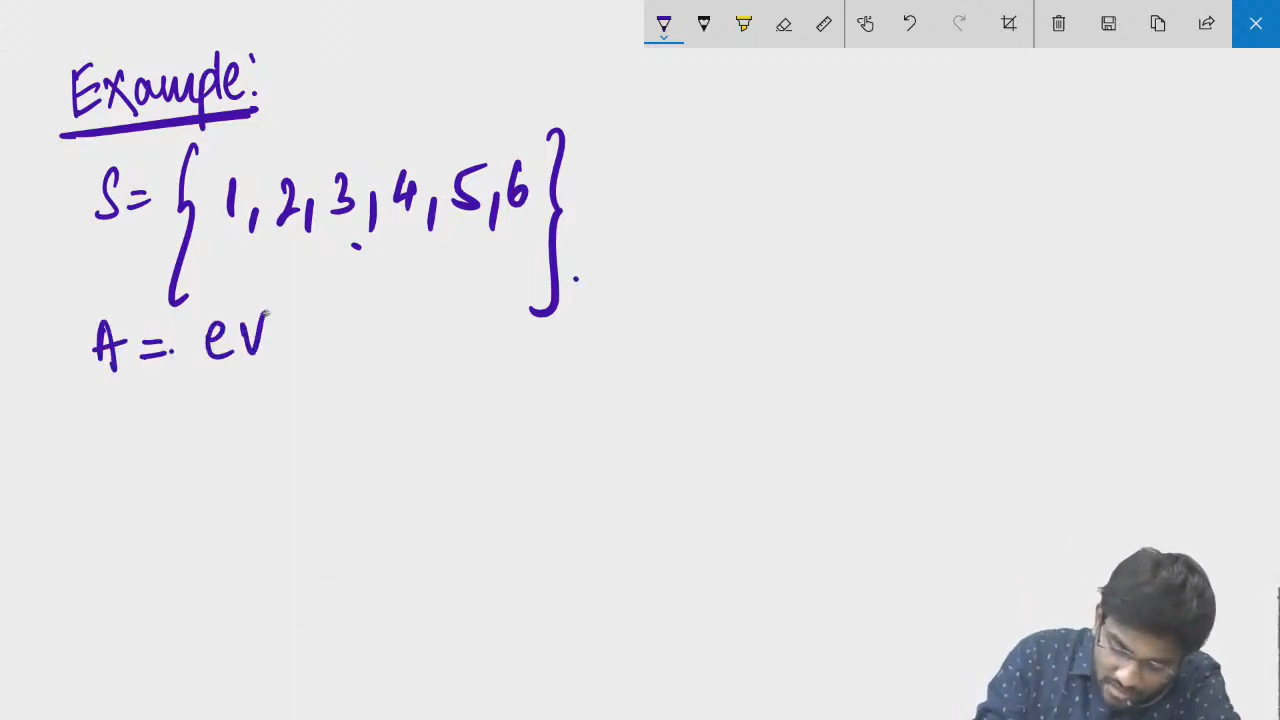 Example:
S = { 1, 2, 3, 4, 5, 6 }.
A = ev